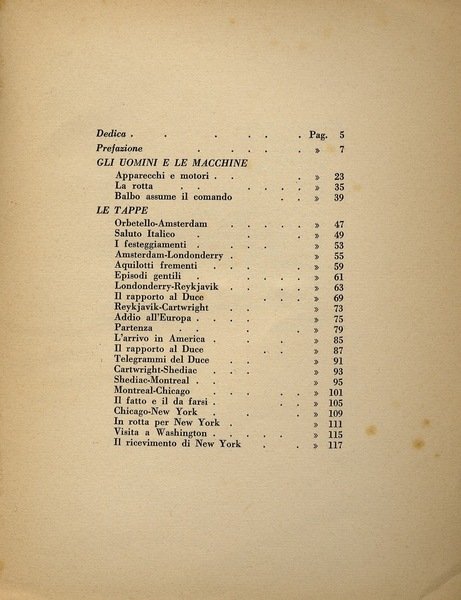 Dedica . . . . . . Pag. 5
Prefazione . . . . . » 7
GLI UOMINI E LE MACCHINE
Apparecchi e motori . . . . » 23
La rotta . . . . . . » 35
Balbo assume il comando . . . . » 39
LE TAPPE
Orbetello-Amsterdam . . . . » 47
Saluto Italico . . . . . » 49
I festeggiamenti . . . . . » 53
Amsterdam-Londonderry . . . . » 55
Aquilotti frementi . . . . » 59
Episodi gentili . . . . . » 61
Londonderry-Reykjavik . . . . . » 63
Il rapporto al Duce . . . » 69
Reykjavik-Cartwright . . . » 73
Addio all'Europa . . . . . » 75
Partenza . . . . » 79
L'arrivo in America . . . . » 85
Il rapporto al Duce . . . » 87
Telegrammi del Duce . . . » 91
Cartwright-Shediac . . . » 93
Shediac-Montreal . . . . » 95
Montreal-Chicago . . . . » 101
Il fatto e il da farsi . . . . . » 105
Chicago-New York . . . . » 109
In rotta per New York . . » 111
Visita a Washington . . . . . » 115
Il ricevimento di New York . . » 117